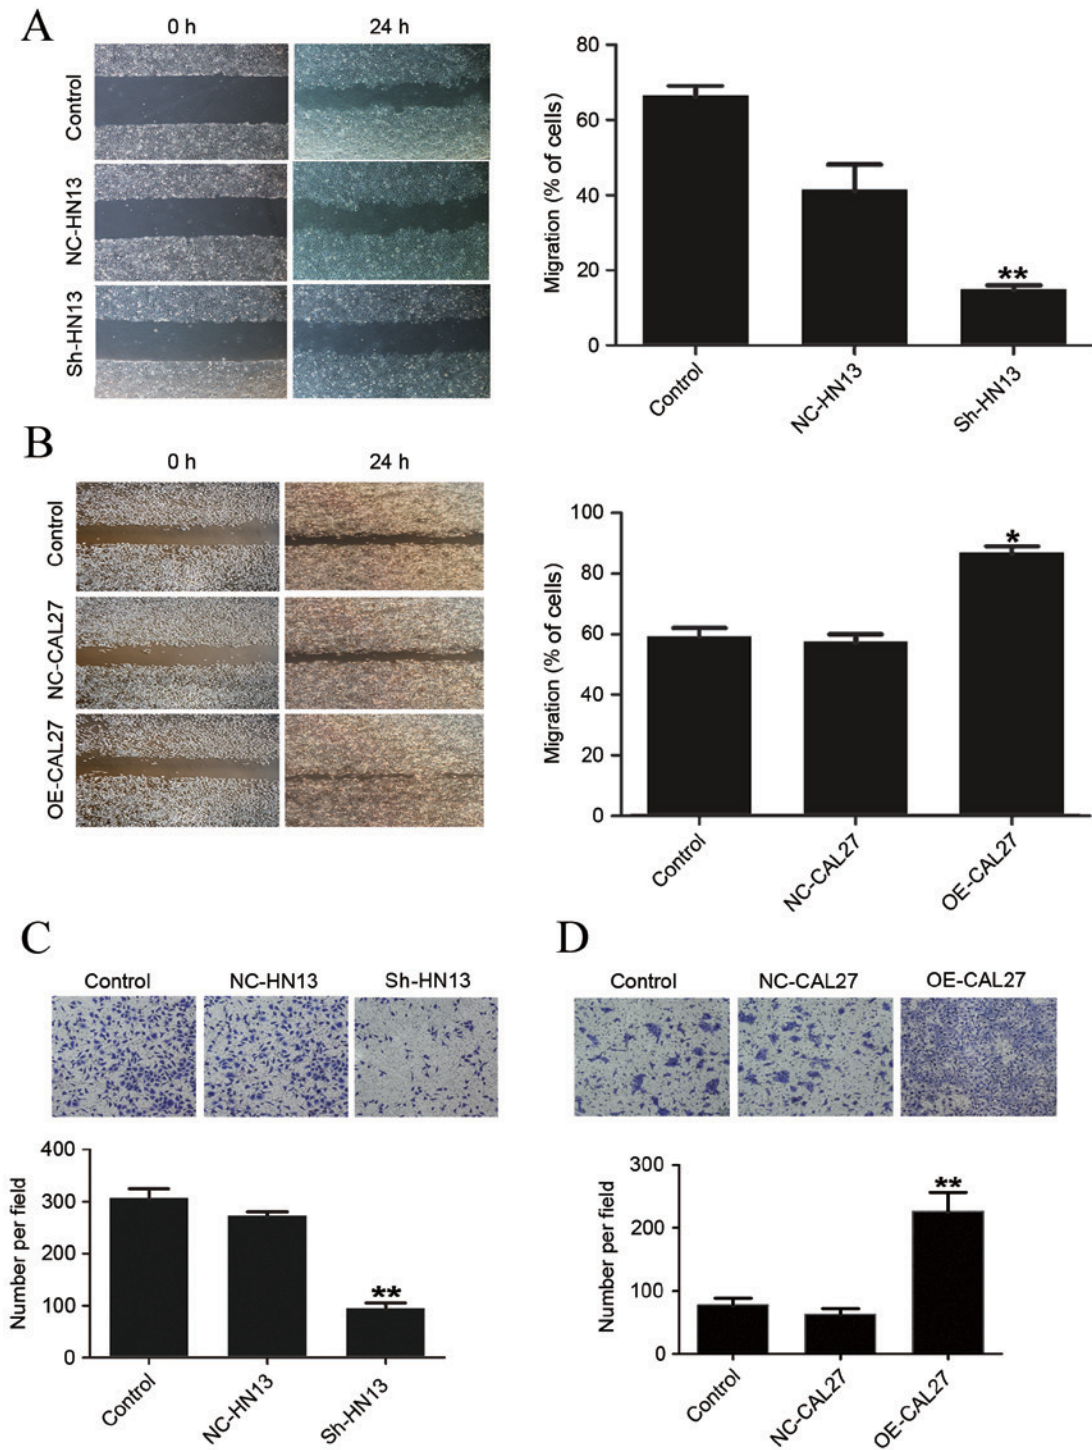 A
0 h
24 h
Control
NC-HN13
Sh-HN13
Migration (% of cells)
80
60
40
20
0
**
Control
NC-HN13
Sh-HN13
B
0 h
24 h
Control
NC-CAL27
OE-CAL27
Migration (% of cells)
100
80
60
40
20
0
*
Control
NC-CAL27
OE-CAL27
C
Control
NC-HN13
Sh-HN13
Number per field
400
300
200
100
0
**
Control
NC-HN13
Sh-HN13
D
Control
NC-CAL27
OE-CAL27
Number per field
300
200
100
0
**
Control
NC-CAL27
OE-CAL27